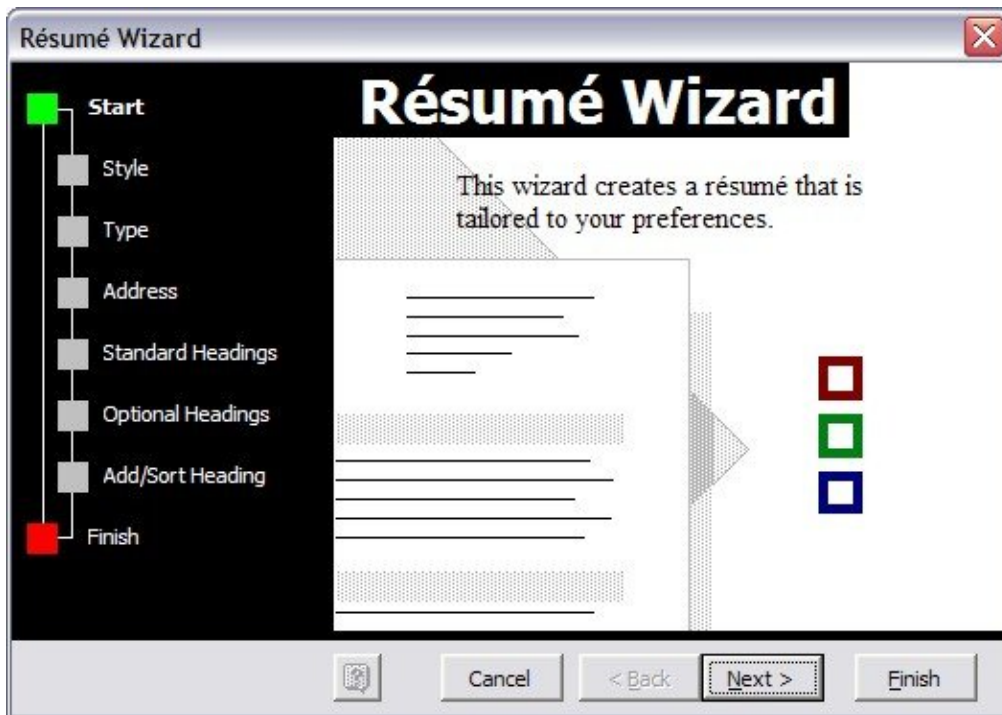 Résumé Wizard
Start
Style
Type
Address
Standard Headings
Optional Headings
Add/Sort Heading
Finish
Résumé Wizard
This wizard creates a résumé that is
tailored to your preferences.
Cancel
< Back
Next >
Finish